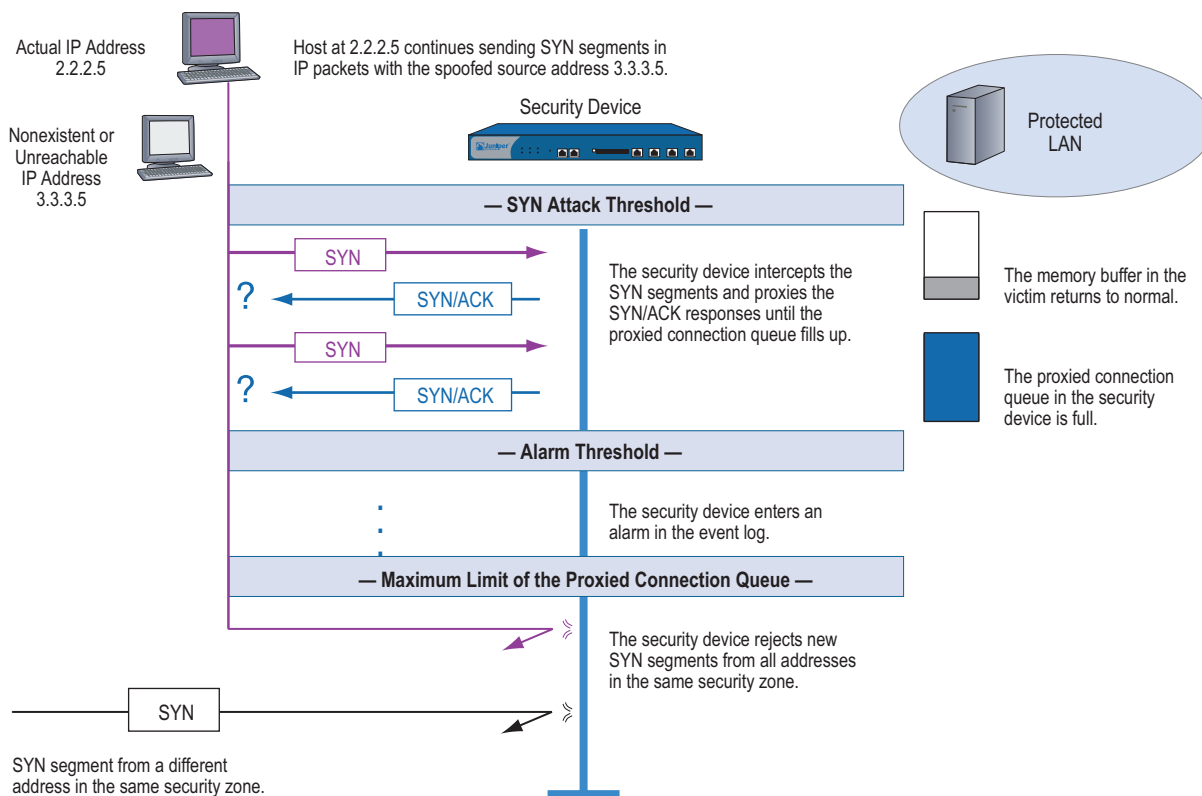 Actual IP Address
2.2.2.5
Host at 2.2.2.5 continues sending SYN segments in
IP packets with the spoofed source address 3.3.3.5.
Nonexistent or
Unreachable
IP Address
3.3.3.5
Security Device
Juniper
Protected
LAN
— SYN Attack Threshold —
SYN
?
SYN/ACK
SYN
?
SYN/ACK
The security device intercepts the
SYN segments and proxies the
SYN/ACK responses until the
proxied connection queue fills up.
The memory buffer in the
victim returns to normal.
The proxied connection
queue in the security
device is full.
— Alarm Threshold —
The security device enters an
alarm in the event log.
— Maximum Limit of the Proxied Connection Queue —
The security device rejects new
SYN segments from all addresses
in the same security zone.
SYN
SYN segment from a different
address in the same security zone.